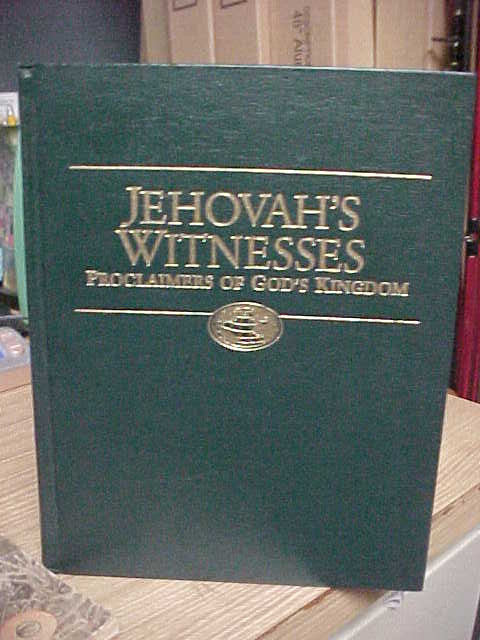 JEHOVAH'S
WITNESSES
PROCLAIMERS OF GOD'S KINGDOM